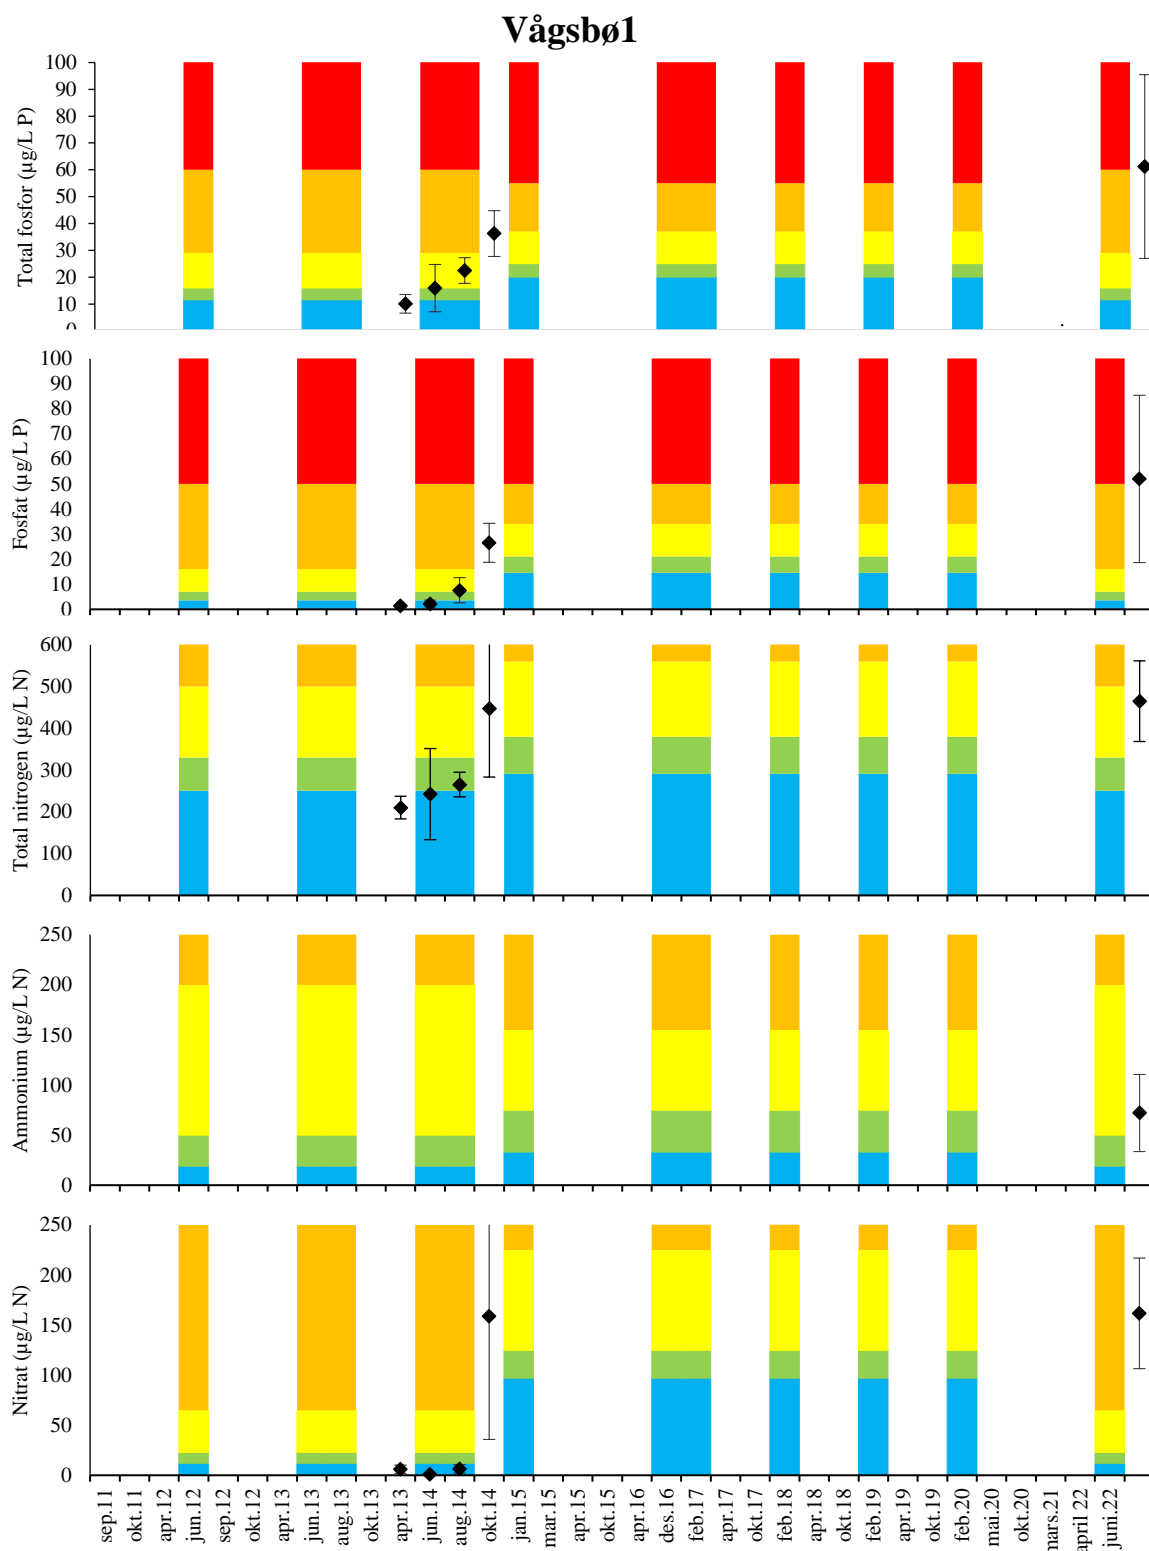 Vågsbø1
Total fosfor (µg/L P)
100
90
80
70
60
50
40
30
20
10
0
Fosfat (µg/L P)
100
90
80
70
60
50
40
30
20
10
0
Total nitrogen (µg/L N)
600
500
400
300
200
100
0
Ammonium (µg/L N)
250
200
150
100
50
0
Nitrat (µg/L N)
250
200
150
100
50
0
sep.11
okt.11
apr.12
jun.12
sep.12
okt.12
apr.13
jun.13
aug.13
okt.13
apr.13
jun.14
aug.14
okt.14
jan.15
mar.15
apr.15
okt.15
apr.16
des.16
feb.17
apr.17
okt.17
feb.18
apr.18
okt.18
feb.19
apr.19
okt.19
feb.20
mai.20
okt.20
mars.21
april 22
juni.22